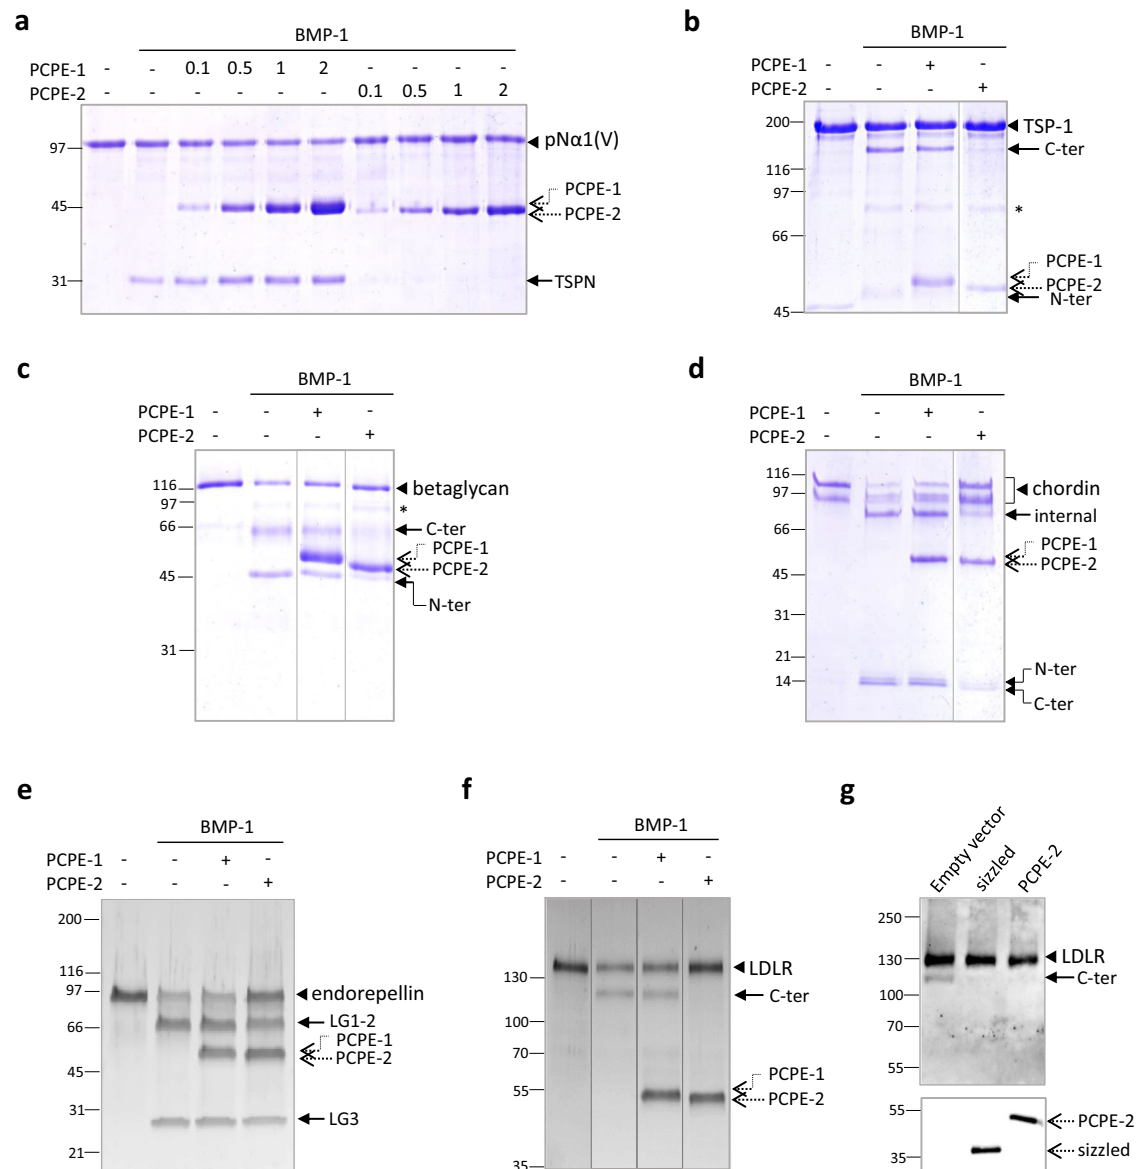 a
BMP-1
PCPE-1 - - 0.1 0.5 1 2 - - - -
PCPE-2 - - - - - - 0.1 0.5 1 2
97
45
31
pNα1(V)
PCPE-1
PCPE-2
TSPN
b
BMP-1
PCPE-1 - - + -
PCPE-2 - - - +
200
116
97
66
45
TSP-1
C-ter
*
PCPE-1
PCPE-2
N-ter
c
BMP-1
PCPE-1 - - + -
PCPE-2 - - - +
116
97
66
45
31
betaglycan
*
C-ter
PCPE-1
PCPE-2
N-ter
d
BMP-1
PCPE-1 - - + -
PCPE-2 - - - +
116
97
66
45
31
21
14
chordin
internal
PCPE-1
PCPE-2
N-ter
C-ter
e
BMP-1
PCPE-1 - - + -
PCPE-2 - - - +
200
116
97
66
45
31
21
endorepellin
LG1-2
PCPE-1
PCPE-2
LG3
f
BMP-1
PCPE-1 - - + -
PCPE-2 - - - +
130
100
70
55
35
LDLR
C-ter
PCPE-1
PCPE-2
g
Empty vector
sizzled
PCPE-2
250
130
100
70
55
LDLR
C-ter
55
35
PCPE-2
sizzled